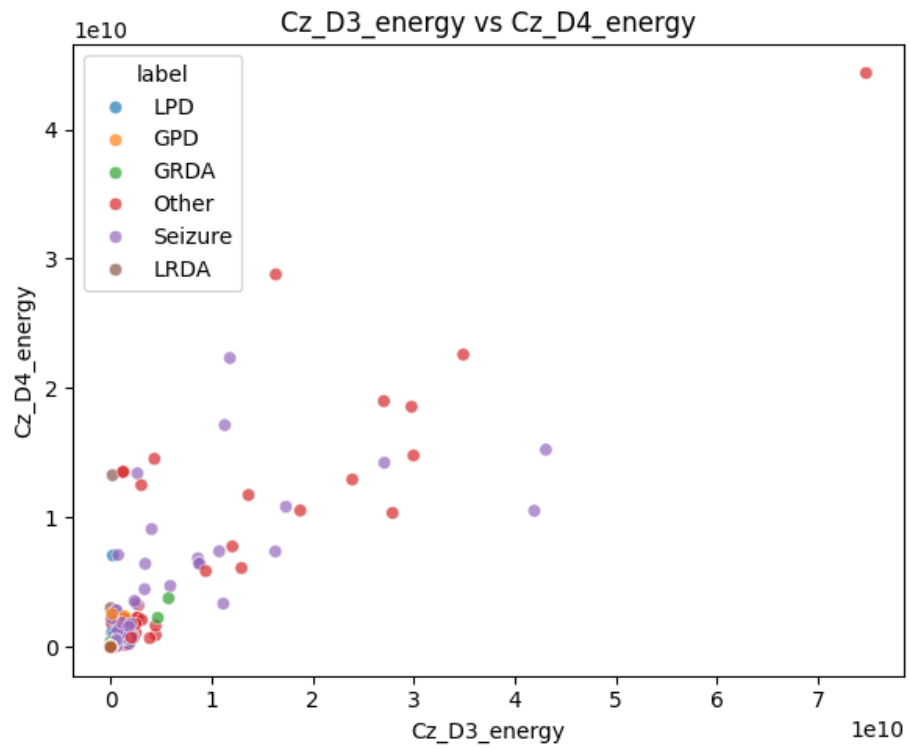 Cz_D3_energy vs Cz_D4_energy
1e10
label
LPD
GPD
GRDA
Other
Seizure
LRDA
Cz_D4_energy
4
3
2
1
0
0 1 2 3 4 5 6 7
1e10
Cz_D3_energy